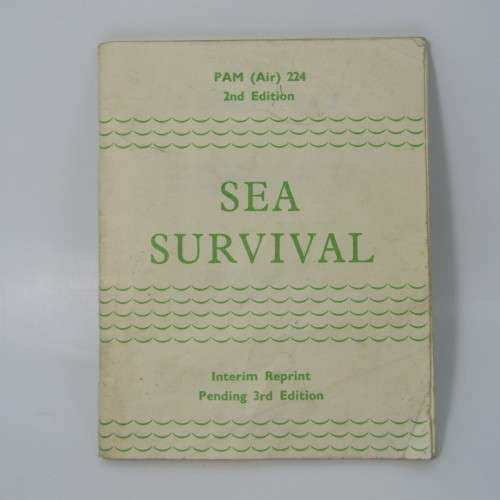 PAM (Air) 224
2nd Edition
SEA
SURVIVAL
Interim Reprint
Pending 3rd Edition